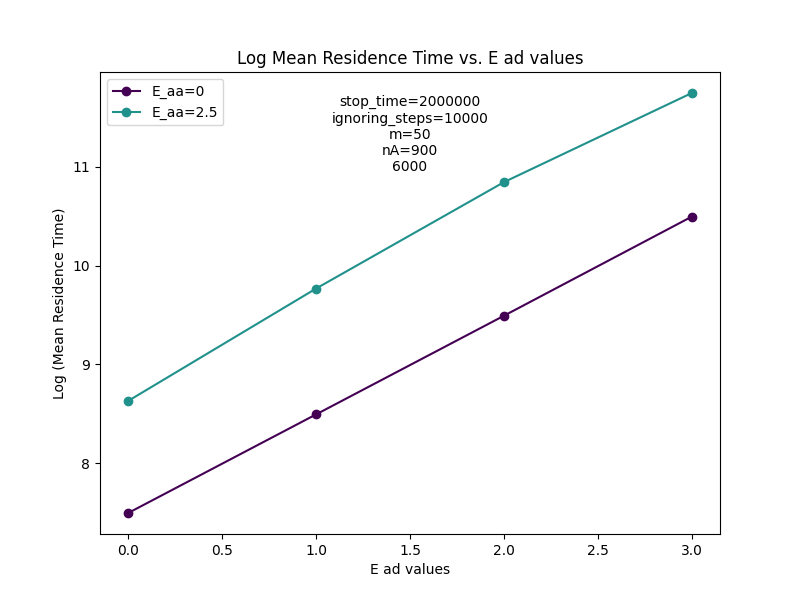 Log Mean Residence Time vs. E ad values
E_aa=0
E_aa=2.5
stop_time=2000000
ignoring_steps=10000
m=50
nA=900
6000
Log (Mean Residence Time)
11
10
9
8
0.0 0.5 1.0 1.5 2.0 2.5 3.0
E ad values